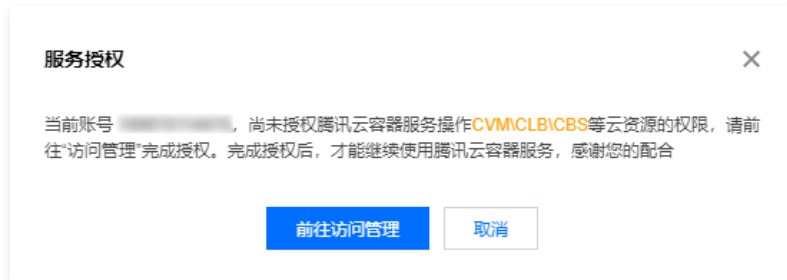 服务授权
当前账号 ，尚未授权腾讯云容器服务操作CVM\CLB\CBS等云资源的权限，请前
往“访问管理”完成授权。完成授权后，才能继续使用腾讯云容器服务，感谢您的配合
前往访问管理
取消